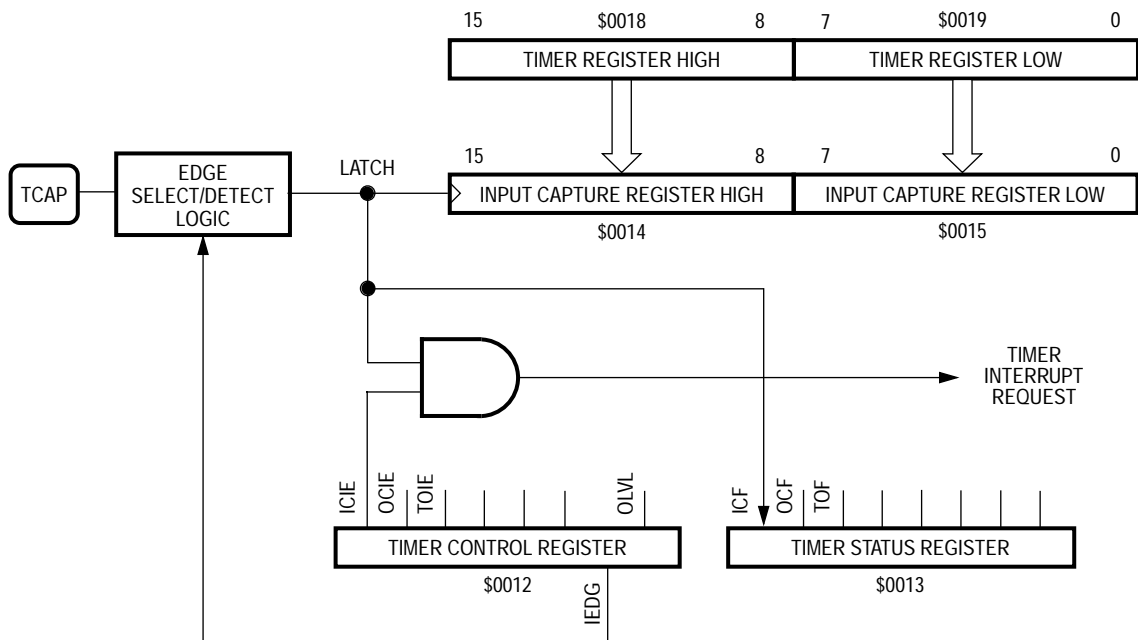 15 $0018 8 7 $0019 0
TIMER REGISTER HIGH TIMER REGISTER LOW
15 8 7 0
LATCH
TCAP
EDGE
SELECT/DETECT
LOGIC
INPUT CAPTURE REGISTER HIGH INPUT CAPTURE REGISTER LOW
$0014 $0015
TIMER
INTERRUPT
REQUEST
ICIE
OCIE
TOIE
OLVL
ICF
OCF
TOF
TIMER CONTROL REGISTER
TIMER STATUS REGISTER
$0012
$0013
IEDG